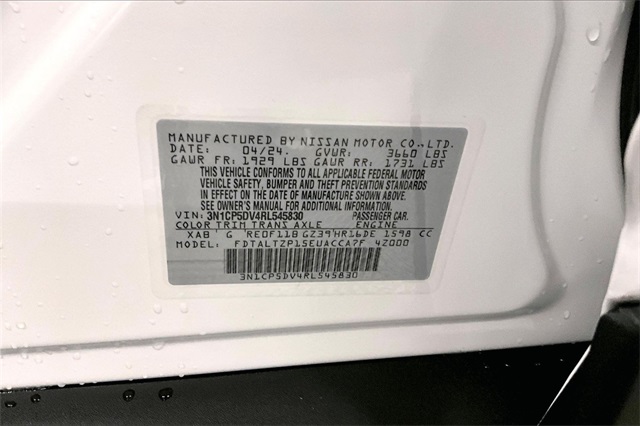 MANUFACTURED BY NISSAN MOTOR CO.,LTD.
DATE: 04/24. GVWR: 3660 LBS
GAWR FR: 1929 LBS GAWR RR: 1731 LBS
THIS VEHICLE CONFORMS TO ALL APPLICABLE FEDERAL MOTOR
VEHICLE SAFETY, BUMPER AND THEFT PREVENTION STANDARDS
IN EFFECT ON THE DATE OF MANUFACTURE SHOWN ABOVE.
SEE OWNER'S MANUAL FOR ADDITIONAL INFORMATION.
VIN: 3N1CP5DV4RL545830 PASSENGER CAR.
COLOR TRIM TRANS AXLE ENGINE
XAB G RE0F11B GZ39 HR16DE 1598 CC
MODEL: FDTALTZP15EUACCA7F 4Z000
3N1CP5DV4RL545830